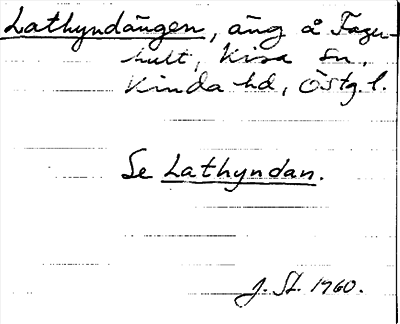 Lathyndängen, äng å Fager-
hult, Kisa sn,
Kinda hd, Östg. l.
Se Lathyndan.
J. St. 1960.